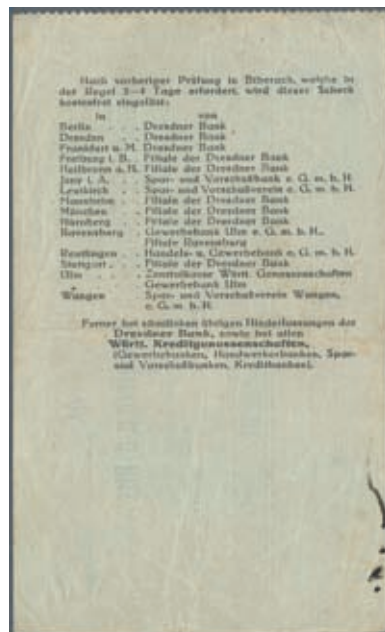 Nach vorheriger Prüfung in Biberach, welche in
der Regel 3–4 Tage erfordert, wird dieser Scheck
kostenfrei eingelöst:
in von
Berlin . . . Dresdner Bank
Dresden . . . Dresdner Bank
Frankfurt a. M. Dresdner Bank
Freiburg i. B. . Filiale der Dresdner Bank
Heilbronn a. N. Filiale der Dresdner Bank
Isny i. A. . . Spar- und Vorschußbank e. G. m. b. H.
Leutkirch . . Spar- und Vorschußverein e. G. m. b. H.
Mannheim . . Filiale der Dresdner Bank
München . . Filiale der Dresdner Bank
Nürnberg . . Filiale der Dresdner Bank
Ravensburg . Gewerbebank Ulm e. G. m. b. H.,
Filiale Ravensburg
Reutlingen . . Handels- u. Gewerbebank e. G. m. b. H.
Stuttgart . . . Filiale der Dresdner Bank
Ulm . . . . Zentralkasse Württ. Genossenschaften
Gewerbebank Ulm
Wangen . . Spar- und Vorschußverein Wangen,
e. G. m. b. H.
Ferner bei sämtlichen übrigen Niederlassungen der
Dresdner Bank, sowie bei allen
Württ. Kreditgenossenschaften,
(Gewerbebanken, Handwerkerbanken, Spar-
und Vorschußbanken, Kreditbanken).